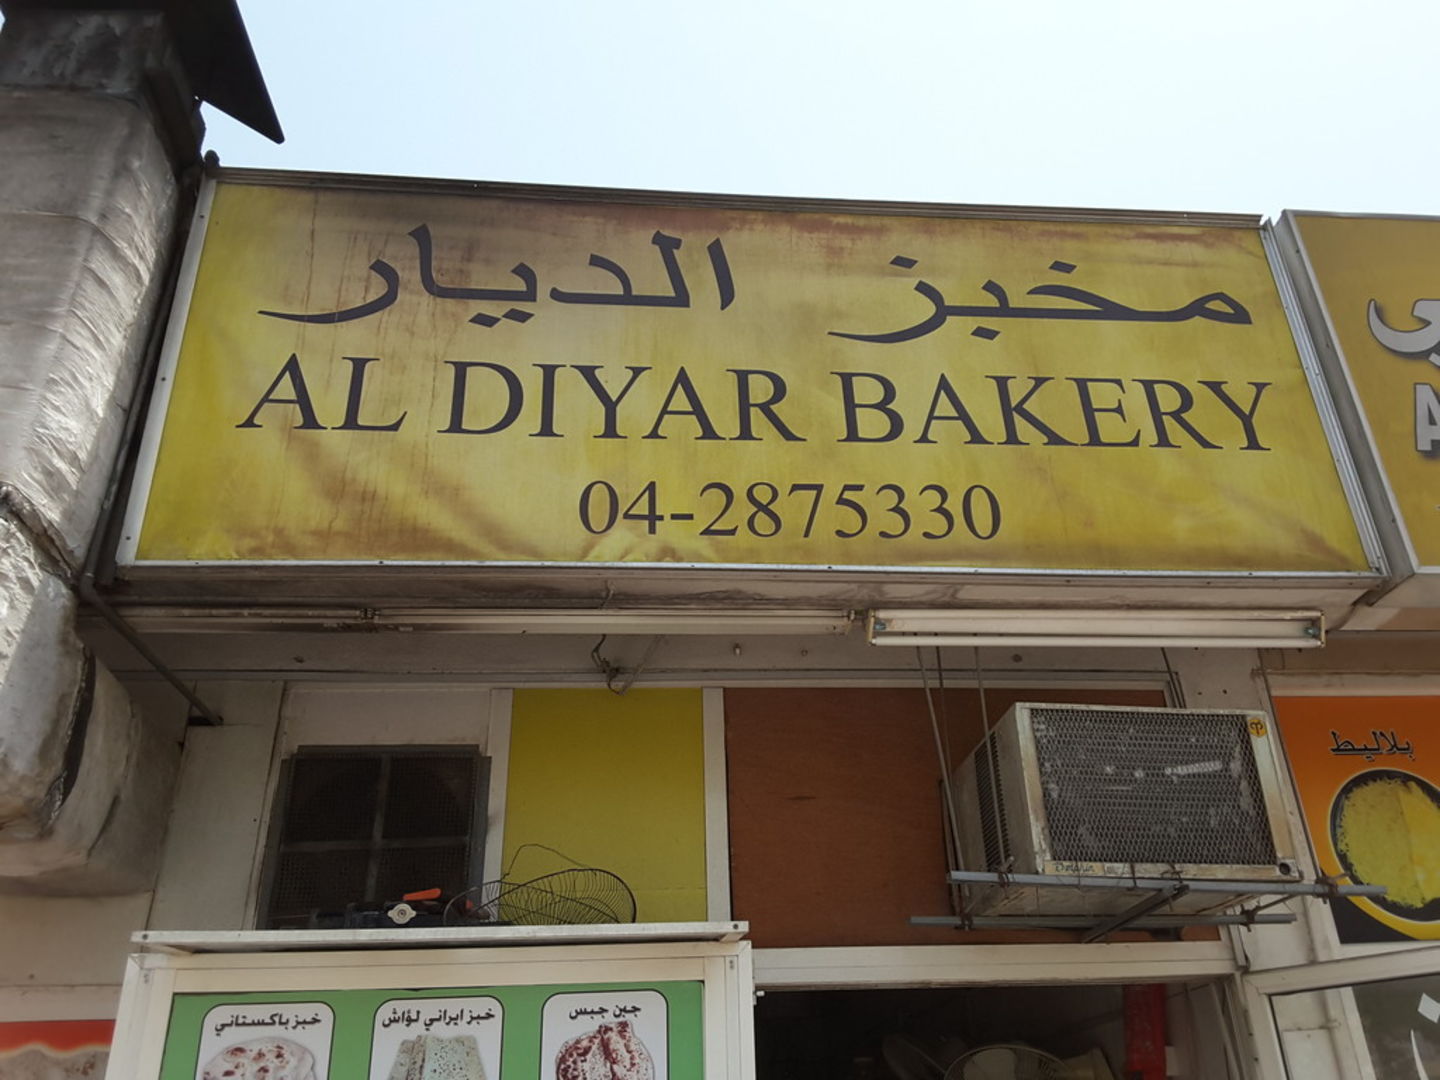 مخبز الديار
AL DIYAR BAKERY
04-2875330
بلاليط
خبز باكستاني
خبز ايراني لؤاش
جبن جبس